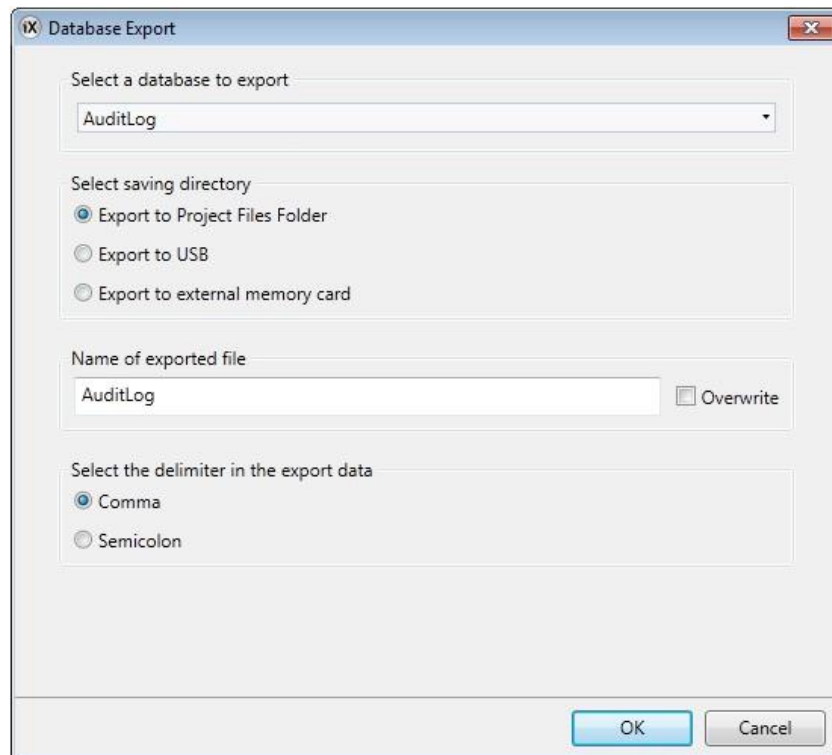 iX Database Export
Select a database to export
AuditLog
Select saving directory
Export to Project Files Folder
Export to USB
Export to external memory card
Name of exported file
AuditLog
Overwrite
Select the delimiter in the export data
Comma
Semicolon
OK Cancel